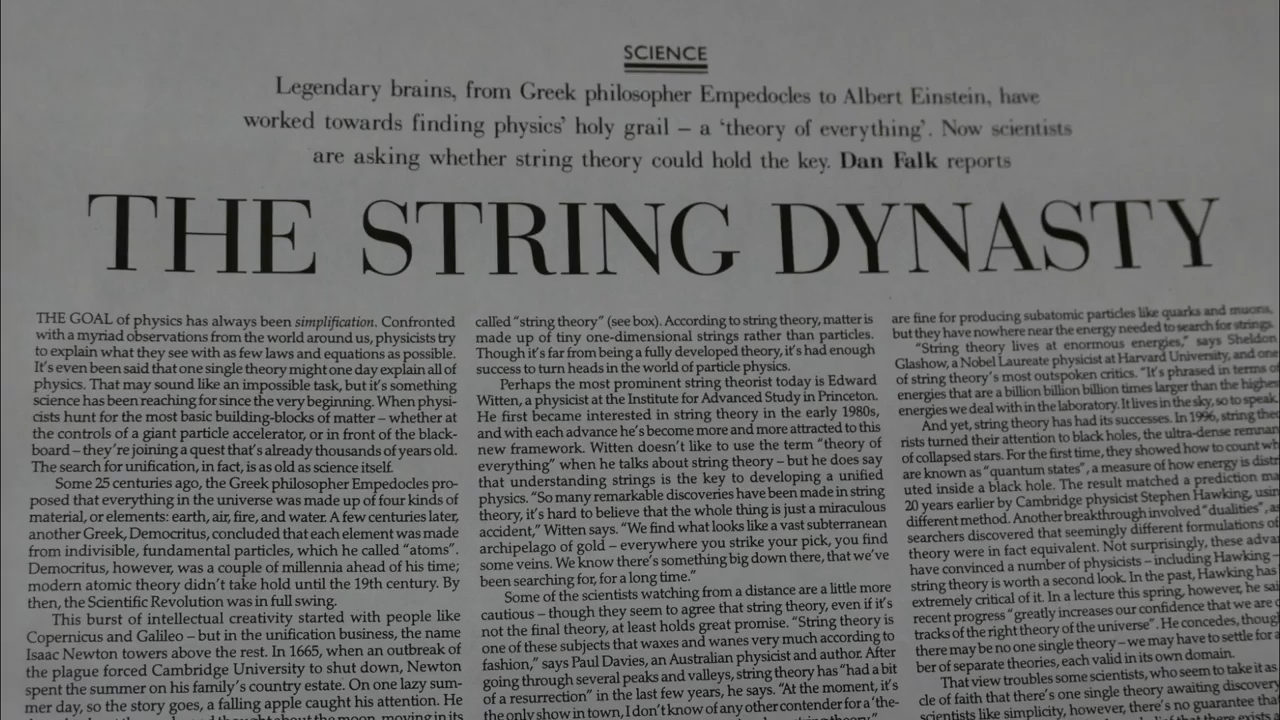 SCIENCE
Legendary brains, from Greek philosopher Empedocles to Albert Einstein, have
worked towards finding physics' holy grail – a 'theory of everything'. Now scientists
are asking whether string theory could hold the key. Dan Falk reports
THE STRING DYNASTY
THE GOAL of physics has always been simplification. Confronted
with a myriad observations from the world around us, physicists try
to explain what they see with as few laws and equations as possible.
It's even been said that one single theory might one day explain all of
physics. That may sound like an impossible task, but it's something
science has been reaching for since the very beginning. When physi-
cists hunt for the most basic building-blocks of matter – whether at
the controls of a giant particle accelerator, or in front of the black-
board – they're joining a quest that's already thousands of years old.
The search for unification, in fact, is as old as science itself.
Some 25 centuries ago, the Greek philosopher Empedocles pro-
posed that everything in the universe was made up of four kinds of
material, or elements: earth, air, fire, and water. A few centuries later,
another Greek, Democritus, concluded that each element was made
from indivisible, fundamental particles, which he called "atoms".
Democritus, however, was a couple of millennia ahead of his time;
modern atomic theory didn't take hold until the 19th century. By
then, the Scientific Revolution was in full swing.
This burst of intellectual creativity started with people like
Copernicus and Galileo – but in the unification business, the name
Isaac Newton towers above the rest. In 1665, when an outbreak of
the plague forced Cambridge University to shut down, Newton
spent the summer on his family's country estate. On one lazy sum-
mer day, so the story goes, a falling apple caught his attention. He
thought about the moon, moving in its
called "string theory" (see box). According to string theory, matter is
made up of tiny one-dimensional strings rather than particles.
Though it's far from being a fully developed theory, it's had enough
success to turn heads in the world of particle physics.
Perhaps the most prominent string theorist today is Edward
Witten, a physicist at the Institute for Advanced Study in Princeton.
He first became interested in string theory in the early 1980s,
and with each advance he's become more and more attracted to this
new framework. Witten doesn't like to use the term "theory of
everything" when he talks about string theory – but he does say
that understanding strings is the key to developing a unified
physics. "So many remarkable discoveries have been made in string
theory, it's hard to believe that the whole thing is just a miraculous
accident," Witten says. "We find what looks like a vast subterranean
archipelago of gold – everywhere you strike your pick, you find
some veins. We know there's something big down there, that we've
been searching for, for a long time."
Some of the scientists watching from a distance are a little more
cautious – though they seem to agree that string theory, even if it's
not the final theory, at least holds great promise. "String theory is
one of these subjects that waxes and wanes very much according to
fashion," says Paul Davies, an Australian physicist and author. After
going through several peaks and valleys, string theory has "had a bit
of a resurrection" in the last few years, he says. "At the moment, it's
the only show in town, I don't know of any other contender for a 'the-
string theory"
are fine for producing subatomic particles like quarks and muons,
but they have nowhere near the energy needed to search for strings.
"String theory lives at enormous energies," says Sheldon
Glashow, a Nobel Laureate physicist at Harvard University, and one
of string theory's most outspoken critics. "It's phrased in terms of
energies that are a billion billion times larger than the highes
energies we deal with in the laboratory. It lives in the sky, so to speak.
And yet, string theory has had its successes. In 1996, string theo
rists turned their attention to black holes, the ultra-dense remnan
of collapsed stars. For the first time, they showed how to count wh
are known as "quantum states", a measure of how energy is distri
uted inside a black hole. The result matched a prediction ma
20 years earlier by Cambridge physicist Stephen Hawking, usin
different method. Another breakthrough involved "dualities", as
searchers discovered that seemingly different formulations of
theory were in fact equivalent. Not surprisingly, these advan
have convinced a number of physicists – including Hawking –
string theory is worth a second look. In the past, Hawking has
extremely critical of it. In a lecture this spring, however, he sai
recent progress "greatly increases our confidence that we are o
tracks of the right theory of the universe". He concedes, though
there may be no one single theory – we may have to settle for a
ber of separate theories, each valid in its own domain.
That view troubles some scientists, who seem to take it as
cle of faith that there's one single theory awaiting discovery
scientists like simplicity, however, there's no guarantee tha